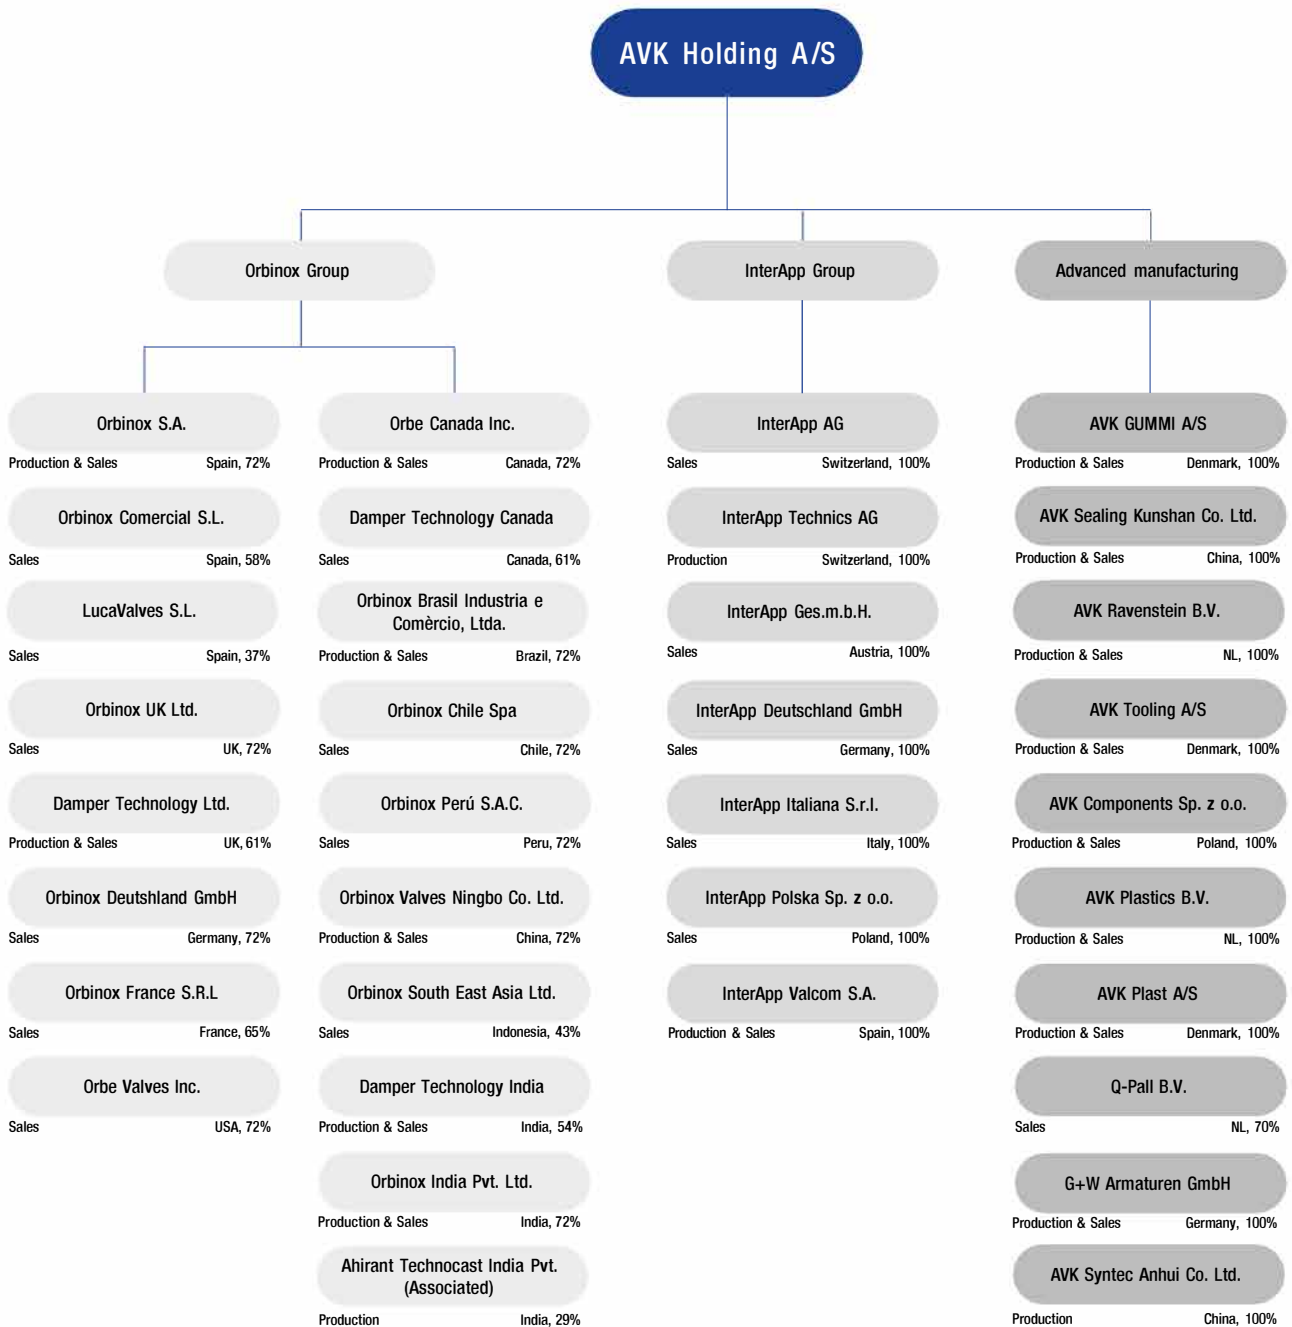 AVK Holding A/S
Orbinox Group
InterApp Group
Advanced manufacturing
Orbinox S.A.
Production & Sales Spain, 72%
Orbinox Comercial S.L.
Sales Spain, 58%
LucaValves S.L.
Sales Spain, 37%
Orbinox UK Ltd.
Sales UK, 72%
Damper Technology Ltd.
Production & Sales UK, 61%
Orbinox Deutshland GmbH
Sales Germany, 72%
Orbinox France S.R.L
Sales France, 65%
Orbe Valves Inc.
Sales USA, 72%
Orbe Canada Inc.
Production & Sales Canada, 72%
Damper Technology Canada
Sales Canada, 61%
Orbinox Brasil Industria e
Comèrcio, Ltda.
Production & Sales Brazil, 72%
Orbinox Chile Spa
Sales Chile, 72%
Orbinox Perú S.A.C.
Sales Peru, 72%
Orbinox Valves Ningbo Co. Ltd.
Production & Sales China, 72%
Orbinox South East Asia Ltd.
Sales Indonesia, 43%
Damper Technology India
Production & Sales India, 54%
Orbinox India Pvt. Ltd.
Production & Sales India, 72%
Ahirant Technocast India Pvt.
(Associated)
Production India, 29%
InterApp AG
Sales Switzerland, 100%
InterApp Technics AG
Production Switzerland, 100%
InterApp Ges.m.b.H.
Sales Austria, 100%
InterApp Deutschland GmbH
Sales Germany, 100%
InterApp Italiana S.r.l.
Sales Italy, 100%
InterApp Polska Sp. z o.o.
Sales Poland, 100%
InterApp Valcom S.A.
Production & Sales Spain, 100%
AVK GUMMI A/S
Production & Sales Denmark, 100%
AVK Sealing Kunshan Co. Ltd.
Production & Sales China, 100%
AVK Ravenstein B.V.
Production & Sales NL, 100%
AVK Tooling A/S
Production & Sales Denmark, 100%
AVK Components Sp. z o.o.
Production & Sales Poland, 100%
AVK Plastics B.V.
Production & Sales NL, 100%
AVK Plast A/S
Production & Sales Denmark, 100%
Q-Pall B.V.
Sales NL, 70%
G+W Armaturen GmbH
Production & Sales Germany, 100%
AVK Syntec Anhui Co. Ltd.
Production China, 100%